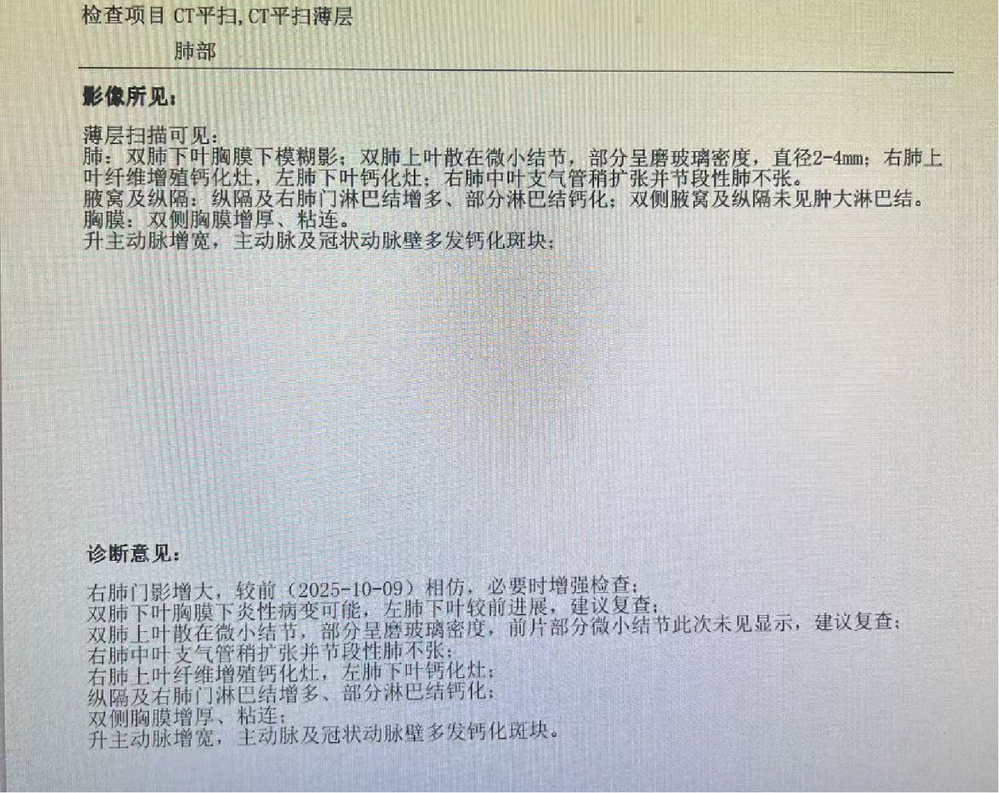 检查项目 CT平扫,CT平扫薄层
肺部
影像所见：
薄层扫描可见：
肺：双肺下叶胸膜下模糊影；双肺上叶散在微小结节，部分呈磨玻璃密度，直径2-4mm；右肺上
叶纤维增殖钙化灶，左肺下叶钙化灶；右肺中叶支气管稍扩张并节段性肺不张。
腋窝及纵隔：纵隔及右肺门淋巴结增多、部分淋巴结钙化；双侧腋窝及纵隔未见肿大淋巴结。
胸膜：双侧胸膜增厚、粘连。
升主动脉增宽，主动脉及冠状动脉壁多发钙化斑块；
诊断意见：
右肺门影增大，较前（2025-10-09）相仿，必要时增强检查；
双肺下叶胸膜下炎性病变可能，左肺下叶较前进展，建议复查；
双肺上叶散在微小结节，部分呈磨玻璃密度，前片部分微小结节此次未见显示，建议复查；
右肺中叶支气管稍扩张并节段性肺不张；
右肺上叶纤维增殖钙化灶，左肺下叶钙化灶；
纵隔及右肺门淋巴结增多、部分淋巴结钙化；
双侧胸膜增厚、粘连；
升主动脉增宽，主动脉及冠状动脉壁多发钙化斑块。